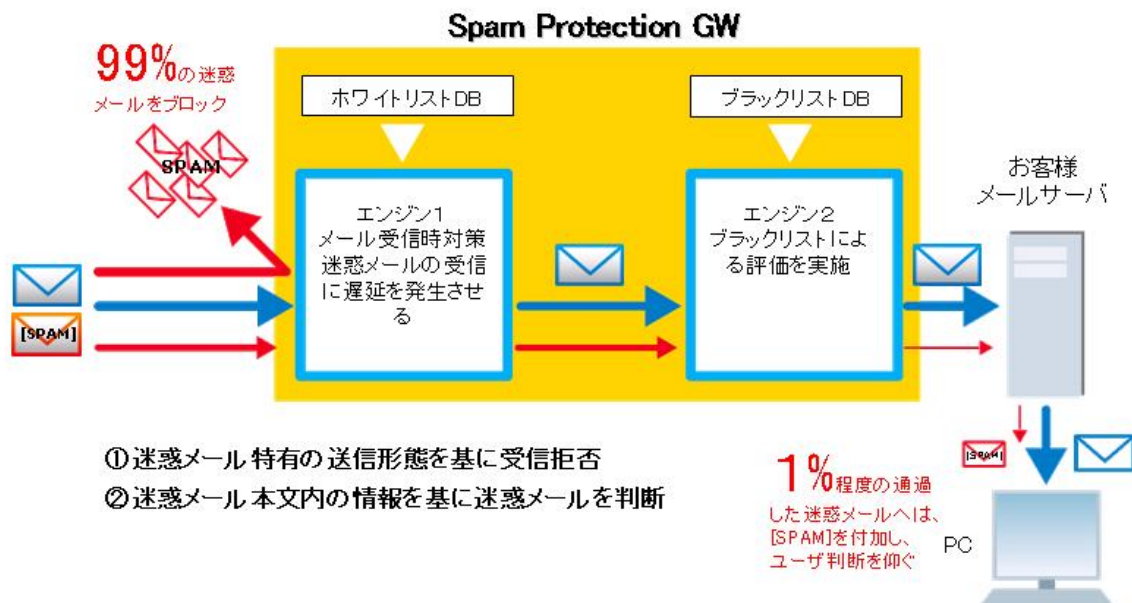 Spam Protection GW
99%の迷惑
メールをブロック
SPAM
ホワイトリストDB
ブラックリストDB
エンジン1
メール受信時対策
迷惑メールの受信
に遅延を発生させ
る
エンジン2
ブラックリストによ
る評価を実施
お客様
メールサーバ
[SPAM]
①迷惑メール特有の送信形態を基に受信拒否
②迷惑メール本文内の情報を基に迷惑メールを判断
[SPAM]
1%程度の通過
した迷惑メールへは、
[SPAM]を付加し、
ユーザ判断を仰ぐ
PC